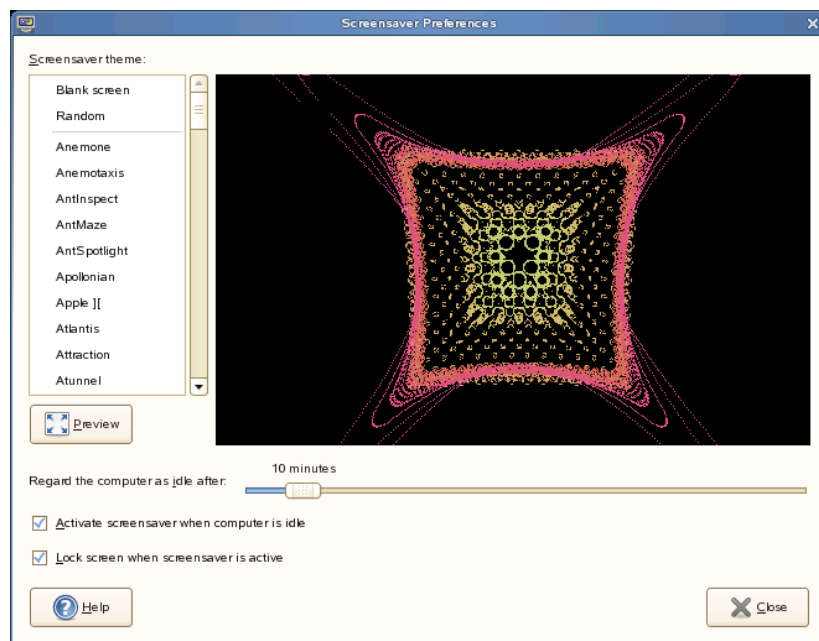 Screensaver Preferences
Screensaver theme:
Blank screen
Random
Anemone
Anemotaxis
AntInspect
AntMaze
AntSpotlight
Apollonian
Apple ][
Atlantis
Attraction
Atunnel
Preview
10 minutes
Regard the computer as idle after:
Activate screensaver when computer is idle
Lock screen when screensaver is active
Help
Close